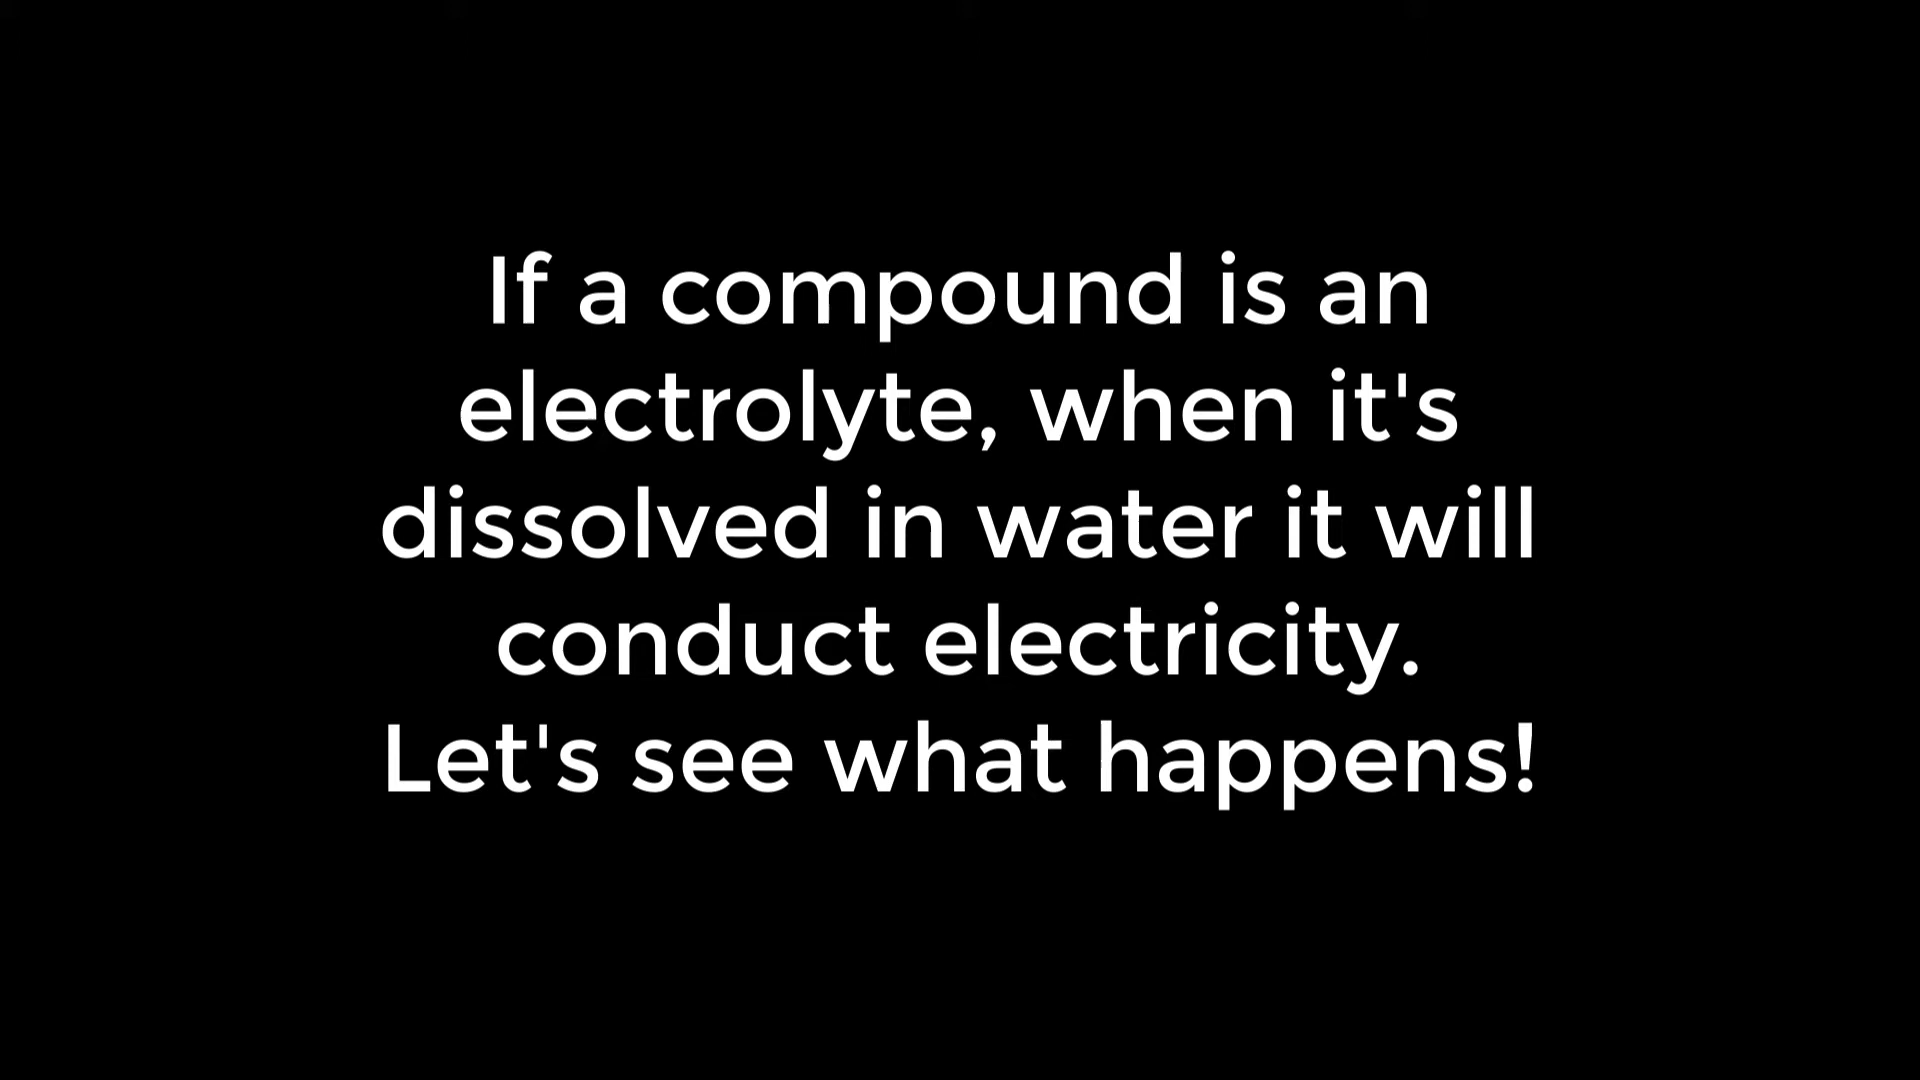 If a compound is an
electrolyte, when it's
dissolved in water it will
conduct electricity.
Let's see what happens!